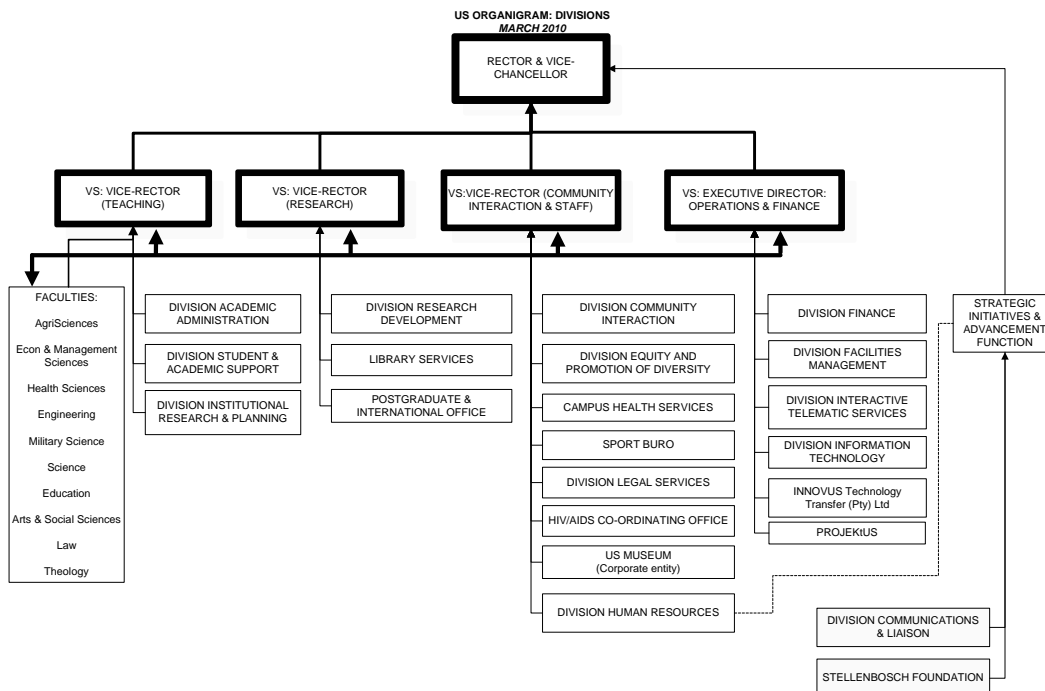 US ORGANIGRAM: DIVISIONS
MARCH 2010
RECTOR & VICE-
CHANCELLOR
VS: VICE-RECTOR
(TEACHING)
VS: VICE-RECTOR
(RESEARCH)
VS:VICE-RECTOR (COMMUNITY
INTERACTION & STAFF)
VS: EXECUTIVE DIRECTOR:
OPERATIONS & FINANCE
FACULTIES:
AgriSciences
Econ & Management
Sciences
Health Sciences
Engineering
Military Science
Science
Education
Arts & Social Sciences
Law
Theology
DIVISION ACADEMIC
ADMINISTRATION
DIVISION STUDENT &
ACADEMIC SUPPORT
DIVISION INSTITUTIONAL
RESEARCH & PLANNING
DIVISION RESEARCH
DEVELOPMENT
LIBRARY SERVICES
POSTGRADUATE &
INTERNATIONAL OFFICE
DIVISION COMMUNITY
INTERACTION
DIVISION EQUITY AND
PROMOTION OF DIVERSITY
CAMPUS HEALTH SERVICES
SPORT BURO
DIVISION LEGAL SERVICES
HIV/AIDS CO-ORDINATING OFFICE
US MUSEUM
(Corporate entity)
DIVISION HUMAN RESOURCES
DIVISION FINANCE
DIVISION FACILITIES
MANAGEMENT
DIVISION INTERACTIVE
TELEMATIC SERVICES
DIVISION INFORMATION
TECHNOLOGY
INNOVUS Technology
Transfer (Pty) Ltd
PROJEKtUS
STRATEGIC
INITIATIVES &
ADVANCEMENT
FUNCTION
DIVISION COMMUNICATIONS
& LIAISON
STELLENBOSCH FOUNDATION